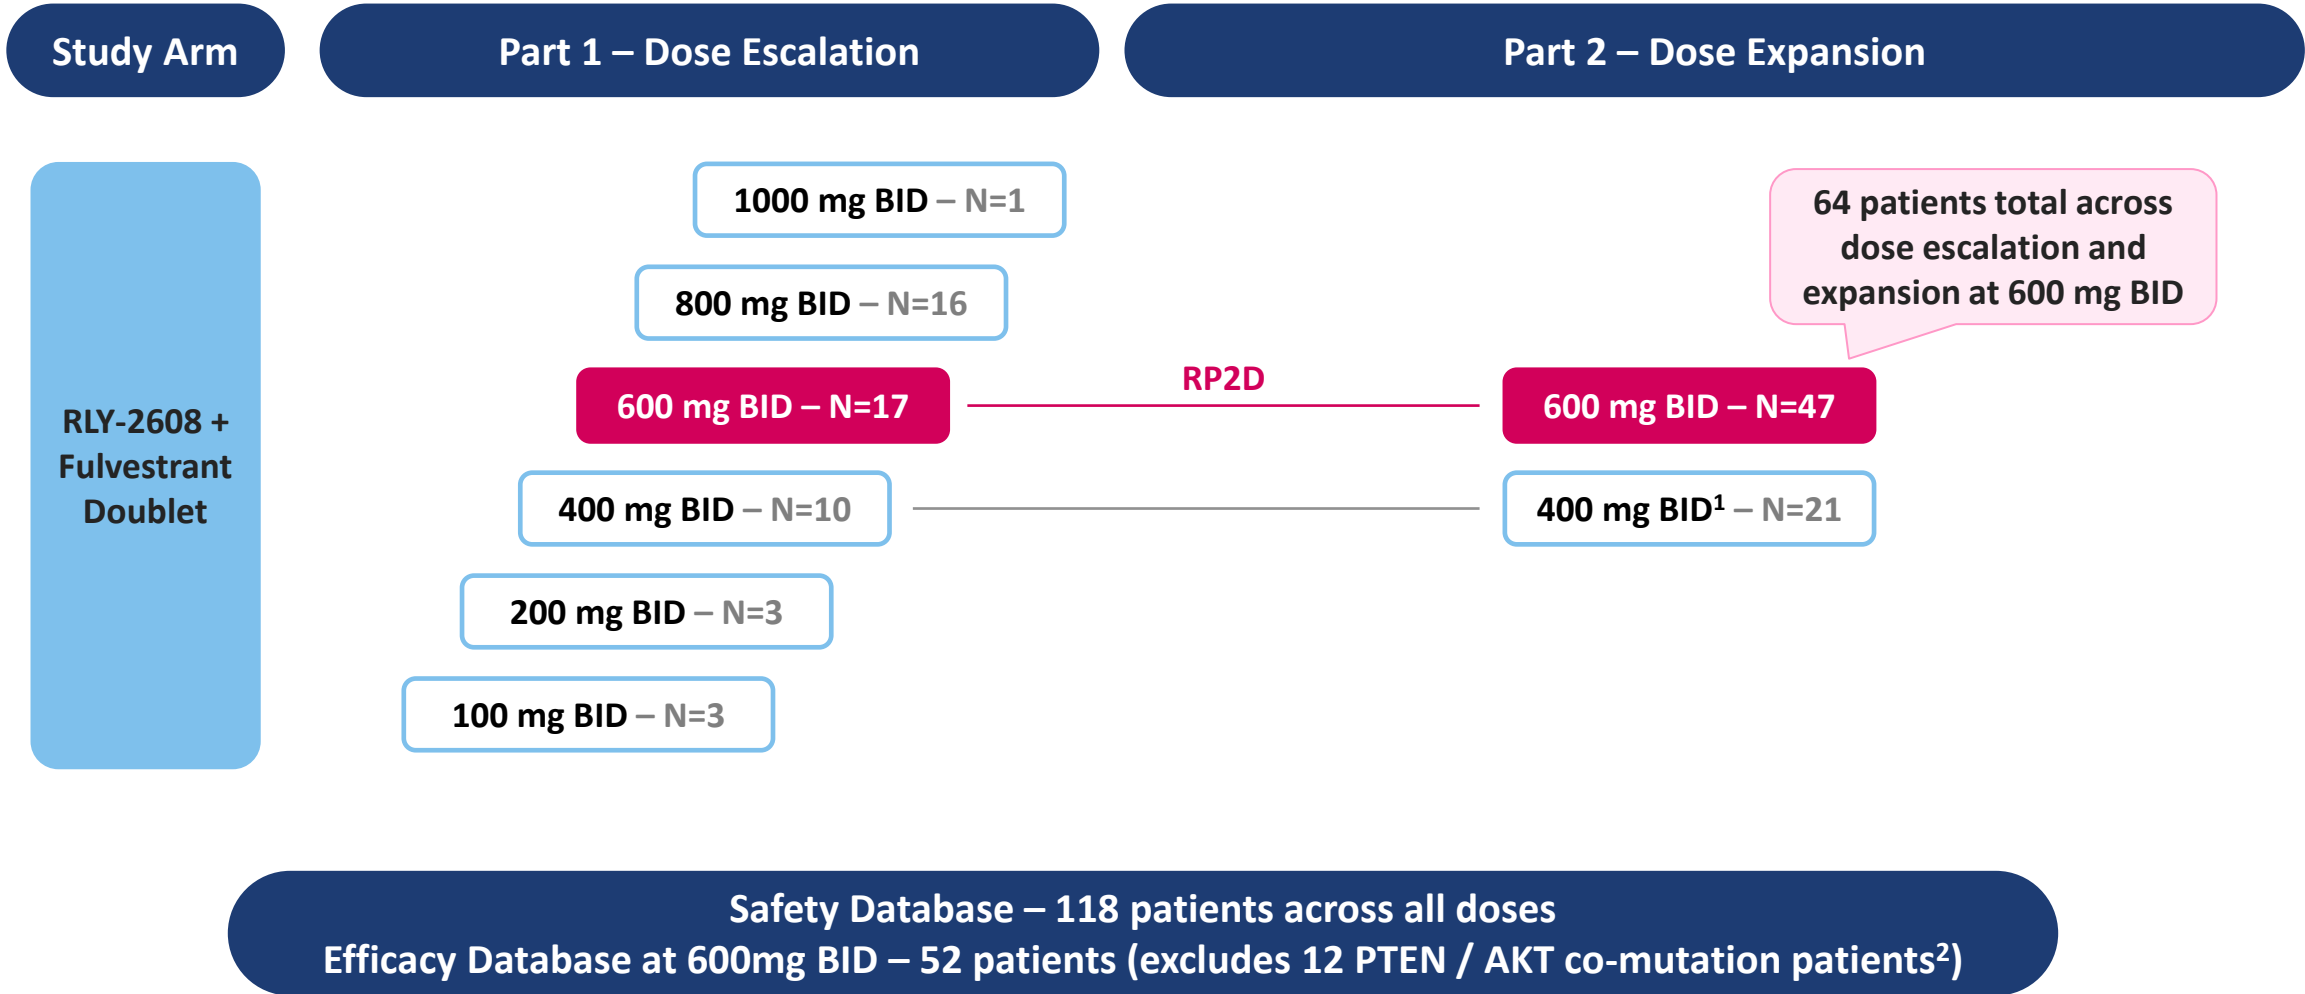 Study Arm
Part 1 – Dose Escalation
Part 2 – Dose Expansion
RLY-2608 +
Fulvestrant
Doublet
1000 mg BID – N=1
800 mg BID – N=16
600 mg BID – N=17
400 mg BID – N=10
200 mg BID – N=3
100 mg BID – N=3
RP2D
64 patients total across
dose escalation and
expansion at 600 mg BID
600 mg BID – N=47
400 mg BID¹ – N=21
Safety Database – 118 patients across all doses
Efficacy Database at 600mg BID – 52 patients (excludes 12 PTEN / AKT co-mutation patients²)